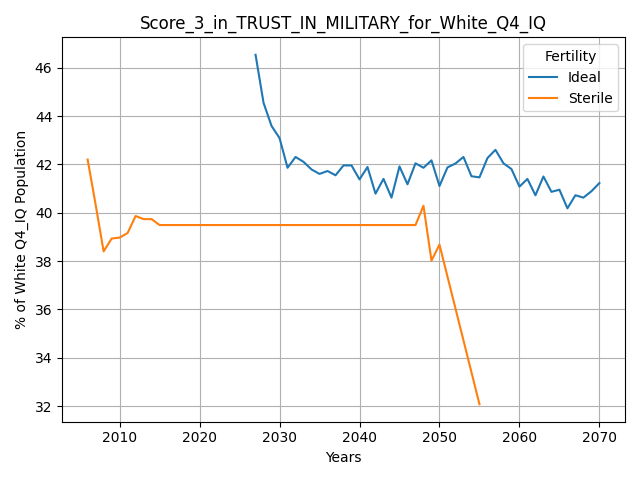 Score_3_in_TRUST_IN_MILITARY_for_White_Q4_IQ
Fertility
Ideal
Sterile
% of White Q4_IQ Population
46
44
42
40
38
36
34
32
2010
2020
2030
2040
2050
2060
2070
Years